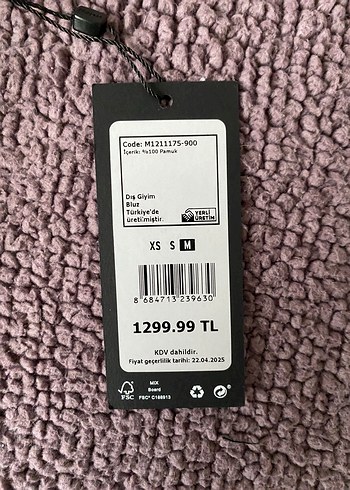 Code: M1211175-900
İçerik: %100 Pamuk
Dış Giyim
Bluz
Türkiye'de
üretilmiştir.
YERLİ
ÜRETİM
XS S M
8 684713 239630
1299.99 TL
KDV dahildir.
Fiyat geçerlilik tarihi: 22.04.2025
FSC
MIX
Board
FSC® C166913